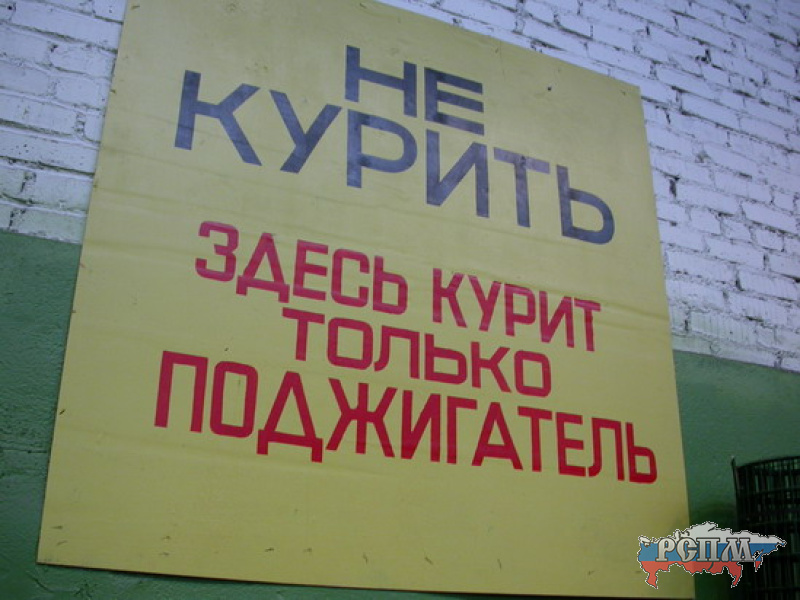 НЕ
КУРИТЬ
ЗДЕСЬ КУРИТ
ТОЛЬКО
ПОДЖИГАТЕЛЬ
РСПМ